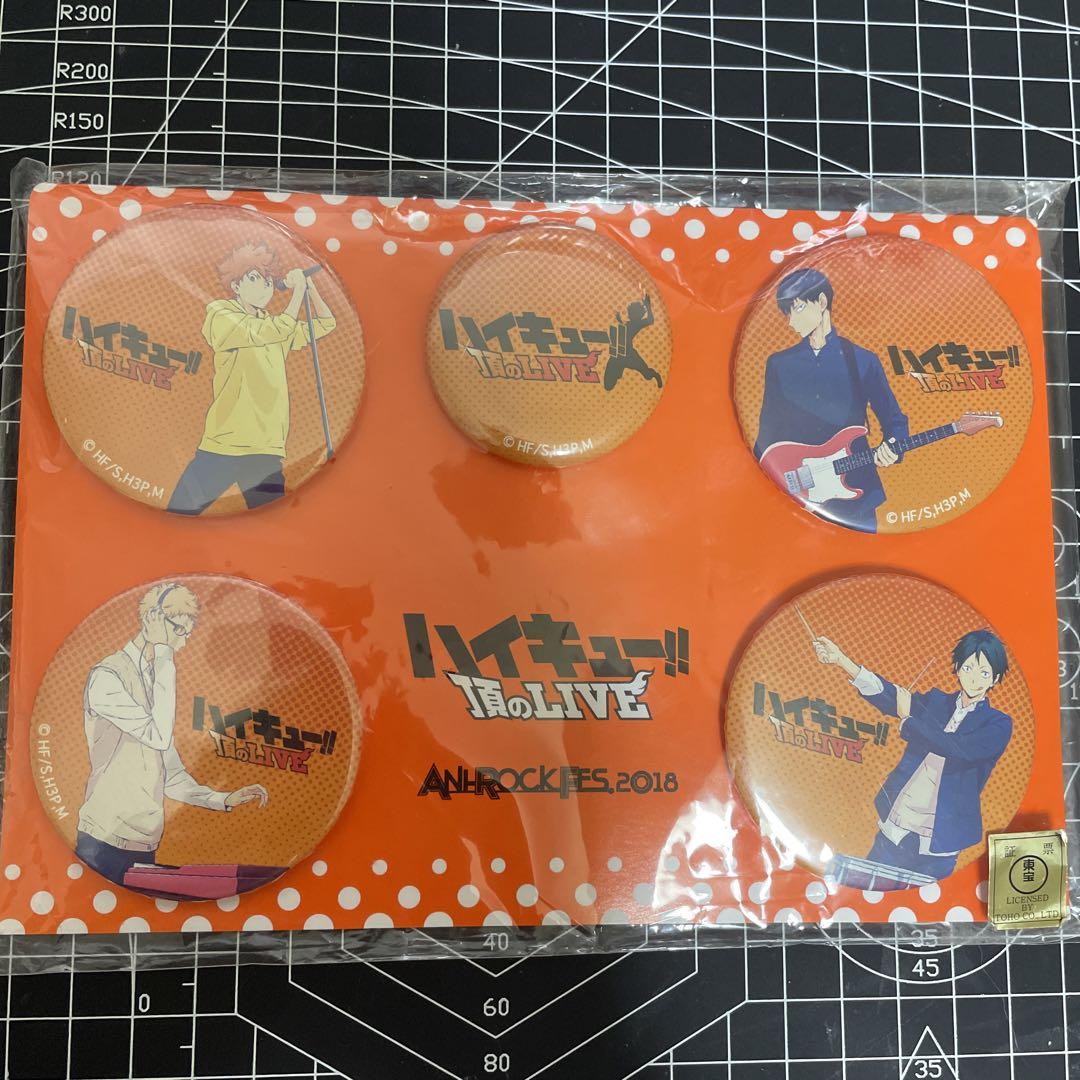 R300
R200
R150
R120
ハイキュー!!
頂のLIVE
© HF/S,H3P,M
ハイキュー!!
頂のLIVE
© HF/S,H3P,M
ハイキュー!!
頂のLIVE
© HF/S,H3P,M
ハイキュー!!
頂のLIVE
© HF/S,H3P,M
ハイキュー!!
頂のLIVE
ANI-ROCK FES.2018
ハイキュー!!
頂のLIVE
証 票
東宝
LICENSED
BY
TOHO CO., LTD.
40
35
45
0
60
80
35